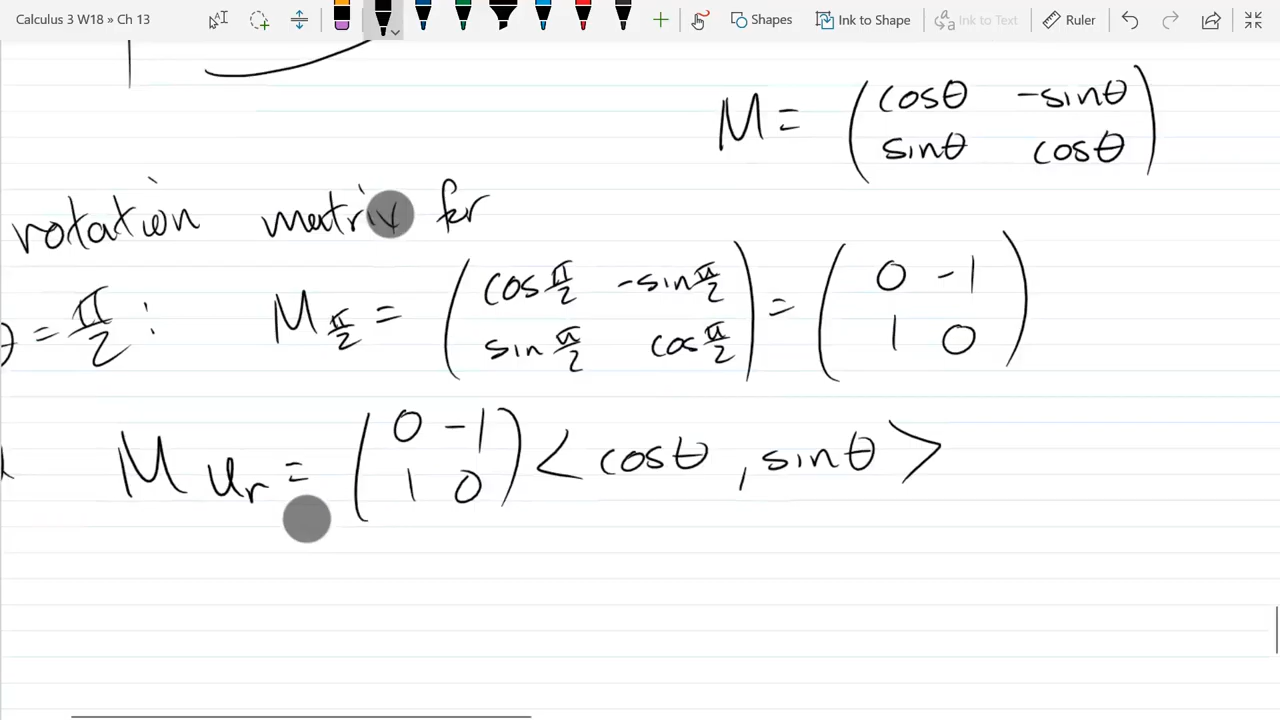 Calculus 3 W18 » Ch 13
Shapes
Ink to Shape
Ink to Text
Ruler
M = ( cosθ -sinθ
sinθ cosθ )
rotation matrix for
θ = π/2 : M π/2 = ( cos π/2 -sin π/2
sin π/2 cos π/2 ) = ( 0 -1
1 0 )
M u_r = ( 0 -1
1 0 ) < cosθ , sinθ >